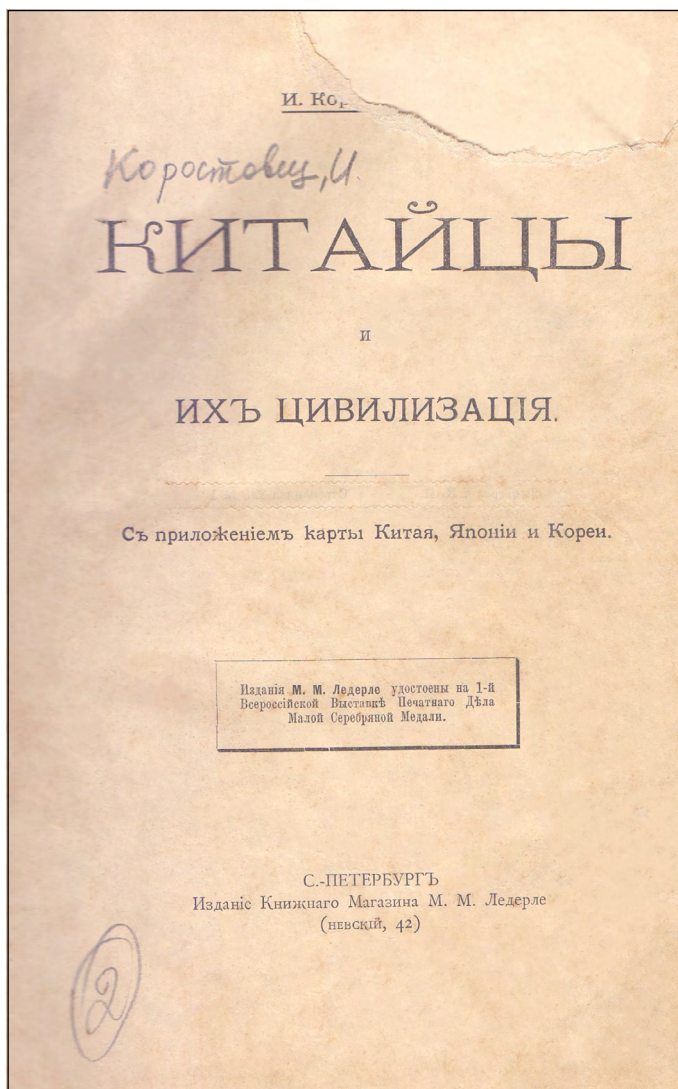 И. Кор
Коростовец, И.
КИТАЙЦЫ
и
ИХЪ ЦИВИЛИЗАЦІЯ.
Съ приложеніемъ карты Китая, Японіи и Кореи.
Изданія М. М. Ледерле удостоены на 1-й
Всероссійской Выставкѣ Печатнаго Дѣла
Малой Серебряной Медали.
С.-ПЕТЕРБУРГЪ
Изданіе Книжнаго Магазина М. М. Ледерле
(НЕВСКІЙ, 42)
2